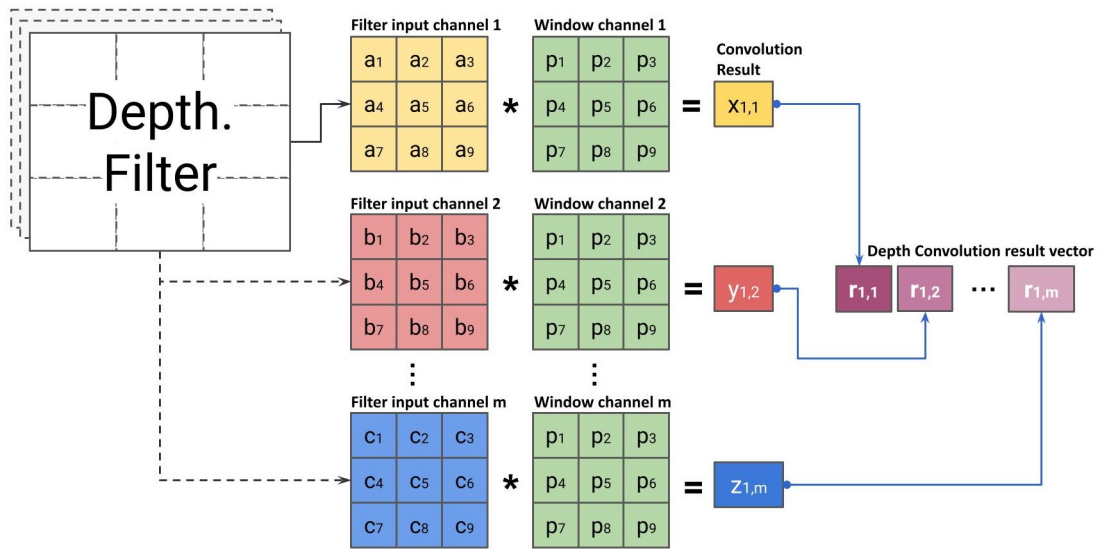 Depth.
Filter
Filter input channel 1
Window channel 1
Convolution
Result
a1 a2 a3
p1 p2 p3
a4 a5 a6
*
p4 p5 p6
=
x1,1
a7 a8 a9
p7 p8 p9
Filter input channel 2
Window channel 2
b1 b2 b3
p1 p2 p3
b4 b5 b6
*
p4 p5 p6
=
y1,2
b7 b8 b9
p7 p8 p9
Depth Convolution result vector
r1,1 r1,2 ... r1,m
⋮
⋮
Filter input channel m
Window channel m
c1 c2 c3
p1 p2 p3
c4 c5 c6
*
p4 p5 p6
=
z1,m
c7 c8 c9
p7 p8 p9